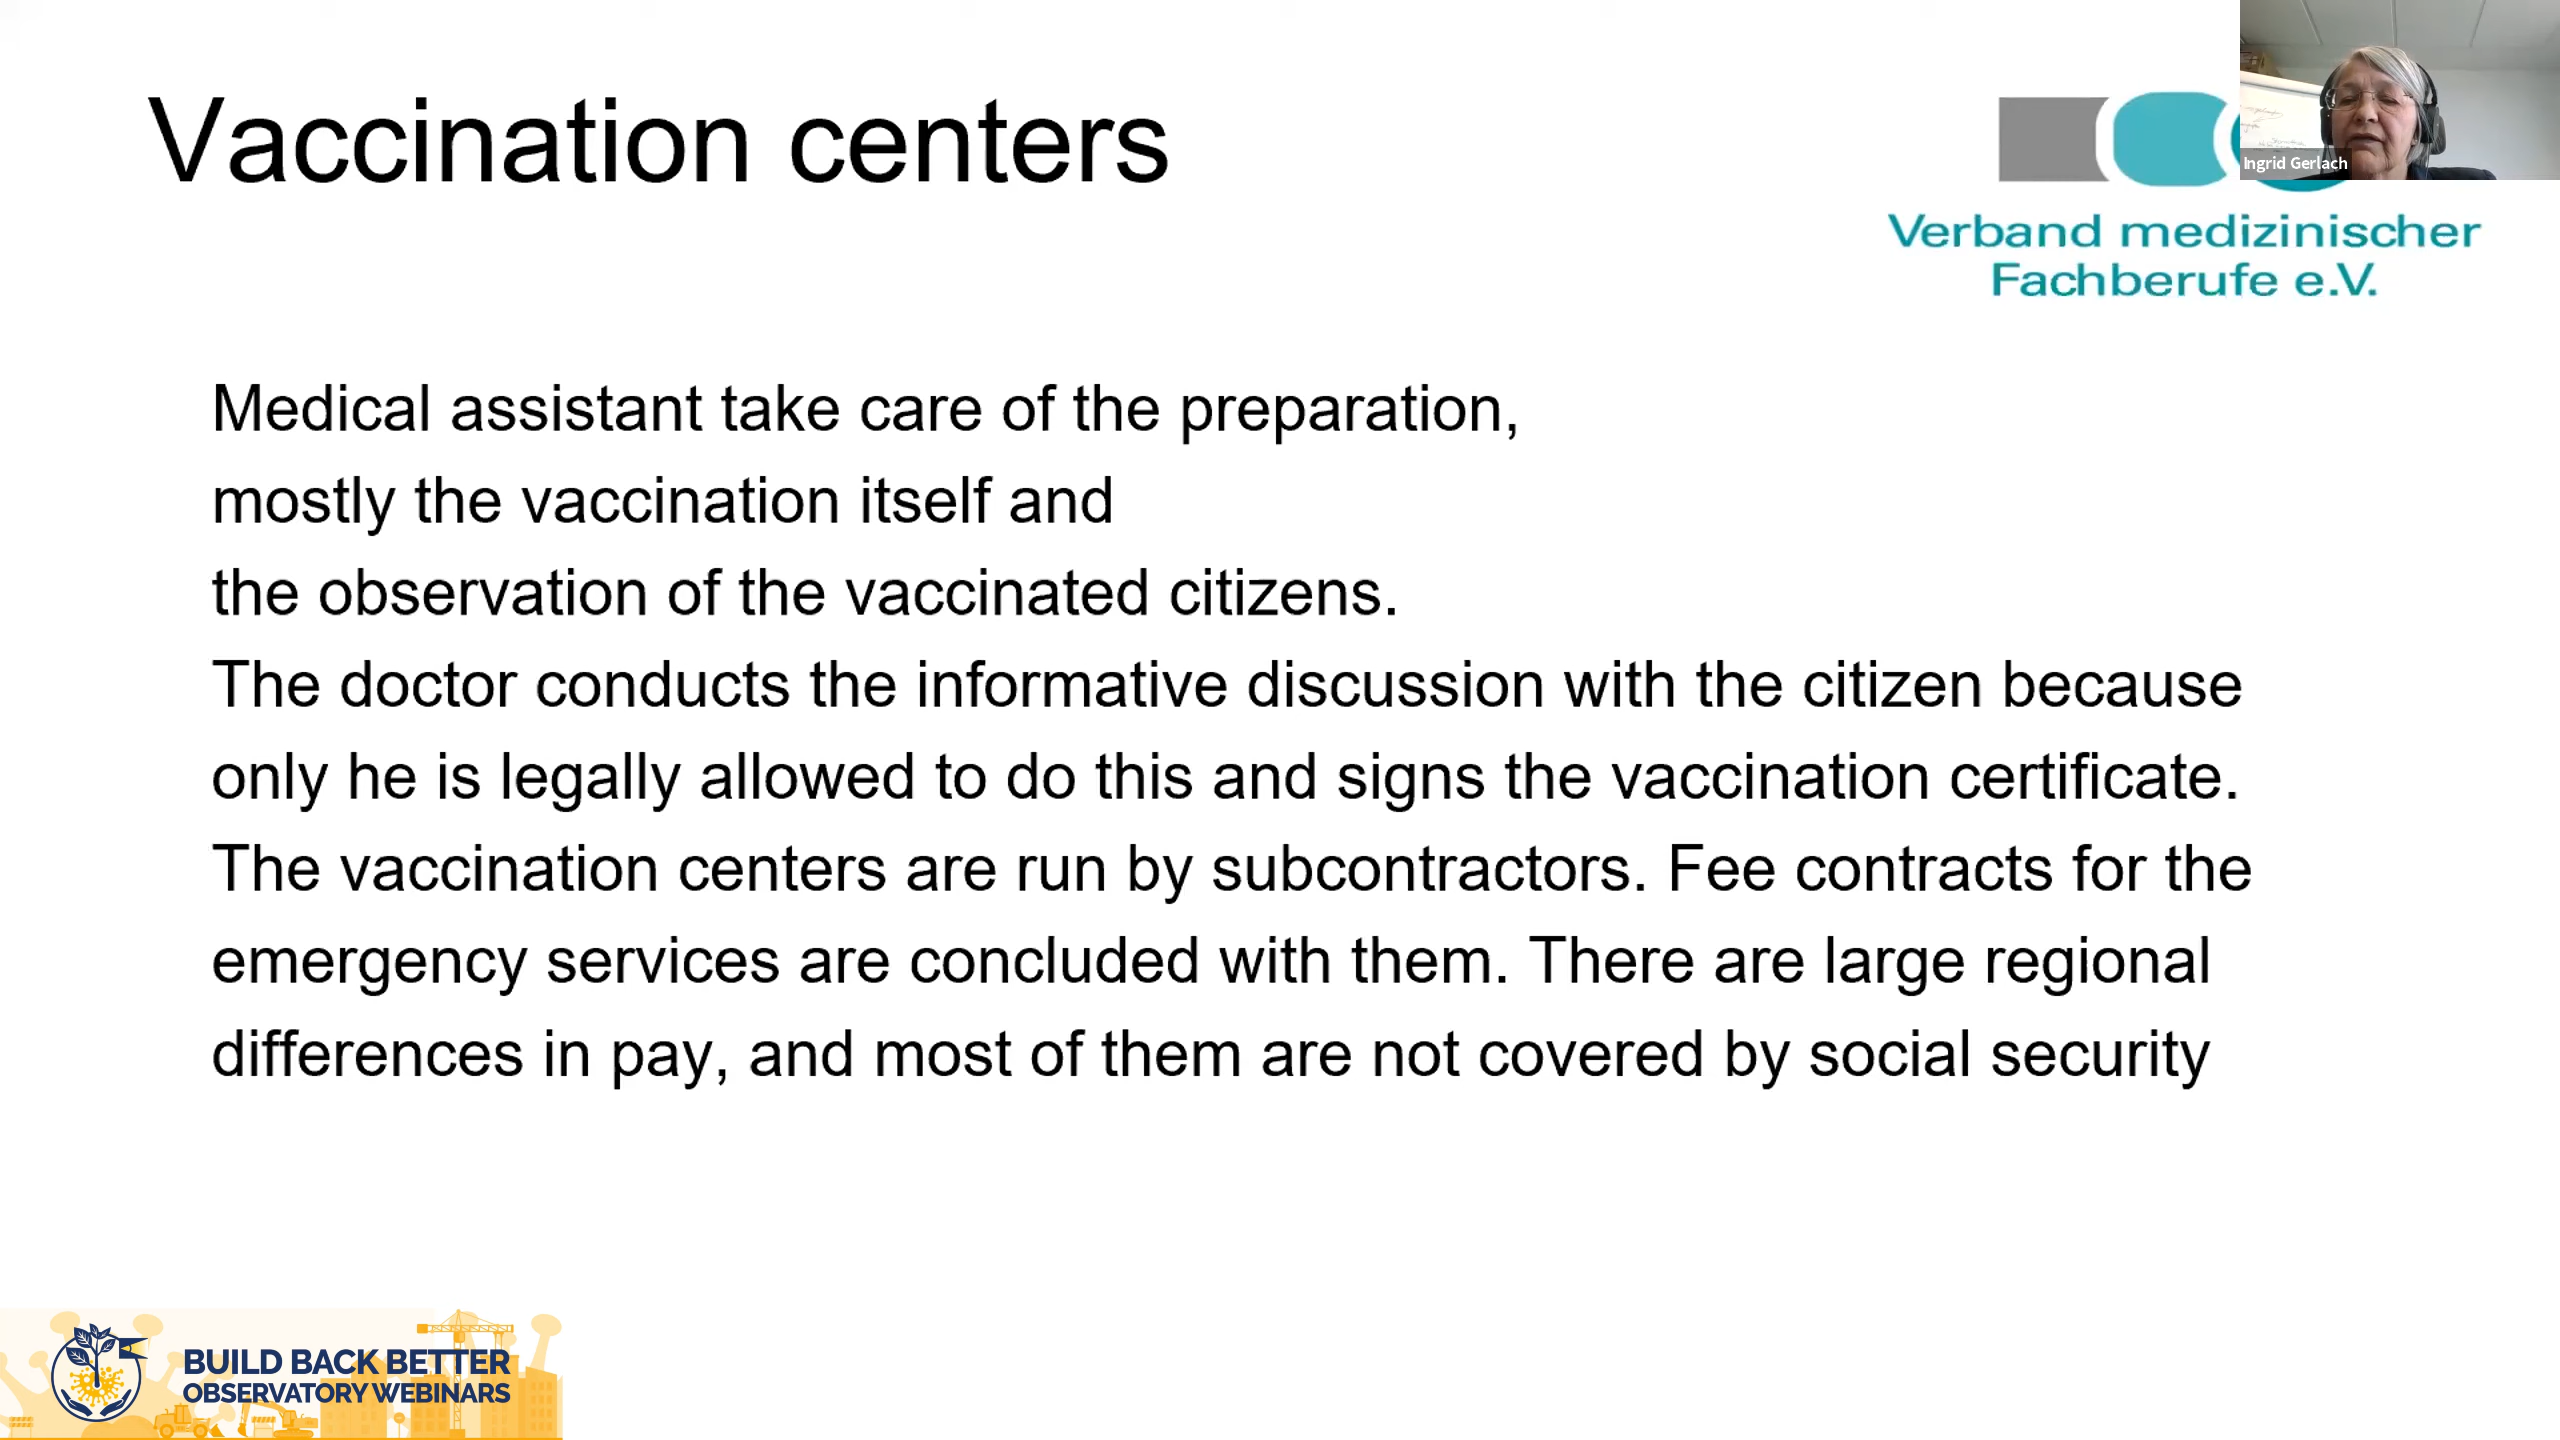 Vaccination centers
Ingrid Gerlach
Verband medizinischer
Fachberufe e.V.
Medical assistant take care of the preparation,
mostly the vaccination itself and
the observation of the vaccinated citizens.
The doctor conducts the informative discussion with the citizen because
only he is legally allowed to do this and signs the vaccination certificate.
The vaccination centers are run by subcontractors. Fee contracts for the
emergency services are concluded with them. There are large regional
differences in pay, and most of them are not covered by social security
BUILD BACK BETTER
OBSERVATORY WEBINARS